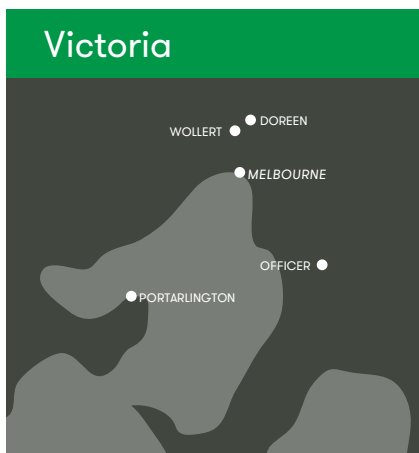 Victoria
DOREEN
WOLLERT
MELBOURNE
OFFICER
PORTARLINGTON